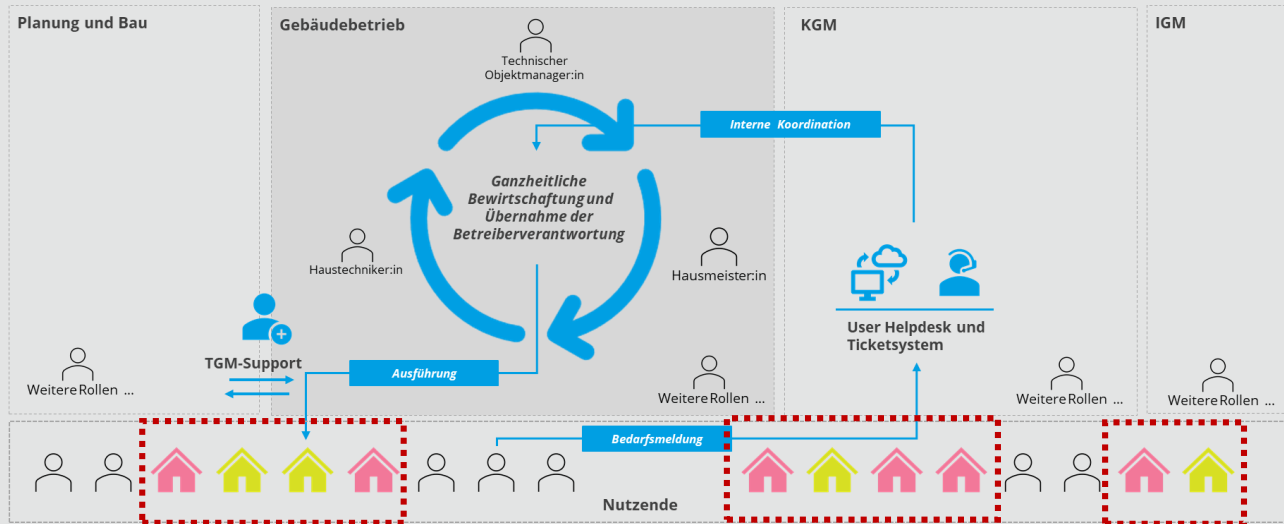 Planung und Bau
Gebäudebetrieb
KGM
IGM
Technischer
Objektmanager:in
Interne Koordination
Ganzheitliche
Bewirtschaftung und
Übernahme der
Betreiberverantwortung
Haustechniker:in
Hausmeister:in
User Helpdesk und
Ticketsystem
TGM-Support
Ausführung
Weitere Rollen ...
Weitere Rollen ...
Weitere Rollen ...
Weitere Rollen ...
Bedarfsmeldung
Nutzende